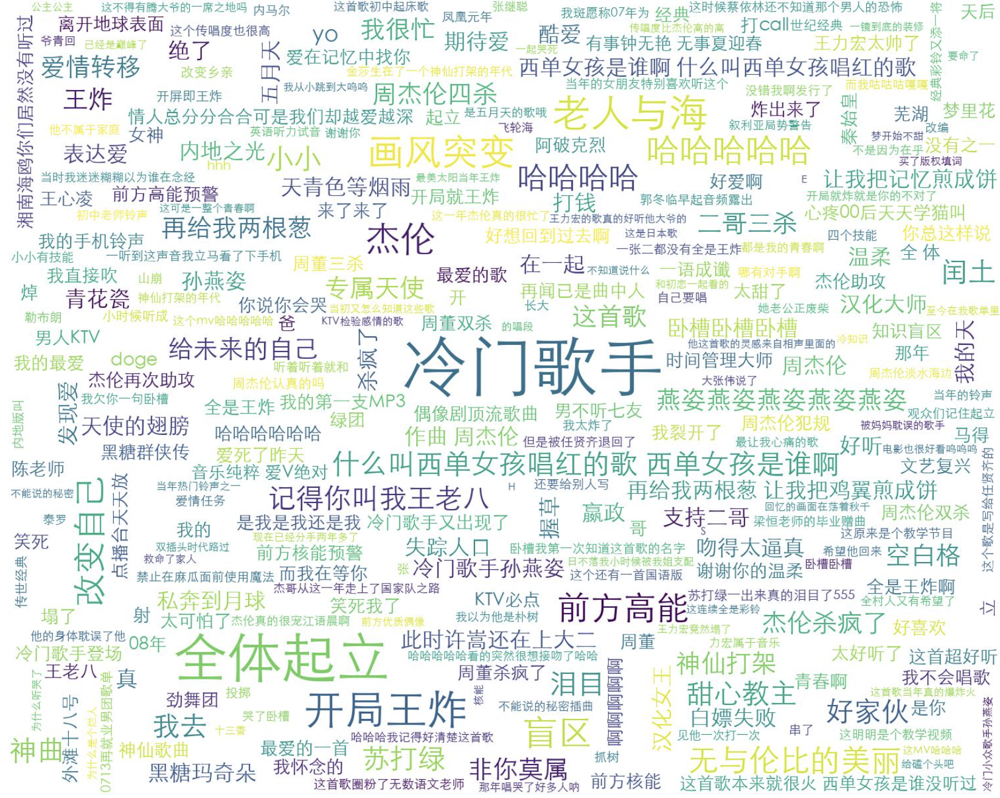 公主公主
这不得有腾大爷的一席之地吗
内马尔
这首歌初中起床歌
凤凰元年
张继聪
我斑愿称07年为
经典
这时候蔡依林还不知道那个男人的恐怖
天后
离开地球表面
这个传唱度也很高
yo
我很忙
期待爱
酷爱
传唱度比杰伦高的高
打call
世纪经典
一镜到底的装修
经典彩铃又添一将
爷青回
已经是巅峰了
绝了
五月天
爱在记忆中找你
一起哭死
有事钟无艳 无事夏迎春
王力宏太帅了
要命了
湘南海鸥你们居然没有听过
爱情转移
改变乡亲
金莎生在了一个神仙打架的年代
西单女孩是谁啊 什么叫西单女孩唱红的歌
王炸
开屏即王炸
我从小跳到大呜呜
周杰伦四杀
当年的女朋友特别喜欢听这个
没错我啊发行了
而我咕咕咕嘎嘎
情人总分分合合可是我们却越爱越深
起立
是五月天的歌哦
老人与海
炸出来了
秦始皇
芜湖
梦里花
他不属于家庭
女神
英语听力试音
谢谢你
飞轮海
叙利亚局势警告
梦开始不甜
改编
表达爱
内地之光
小小
画风突变
阿破克烈
哈哈哈哈哈
不是因为在乎
没有之一
hhh
买了版权填词
当时我迷迷糊糊以为谁在念经
天青色等烟雨
最美太阳当年王炸
哈哈哈哈
好爱啊
E
让我把记忆煎成饼
王心凌
前方高能预警
开局就王炸
打钱
郭冬临早起音频露出
开局就炸就是你的不对了
初中老师铃声
这可是一整个青春啊
来了来了
这一年杰伦真的很忙了
王力宏的歌真的好听他大爷的
二哥三杀
心疼00后天天学猫叫
再给我两根葱
杰伦
好想回到过去啊
这是日本歌
四个技能
你总这样说
我的手机铃声
小小有技能
一听到这声音我立马看了下手机
一张二都没有全是王炸
都是我的青春啊
温柔
全 体
周董三杀
最爱的歌
在一起
不知道说什么
一语成谶
哪有对手啊
闰土
我直接吹
山崩
孙燕姿
专属天使
再闻已是曲中人
和初恋一起看的
太甜了
杰伦助攻
焯
青花瓷
神仙打架的年代
你说你会哭
当初又怎么知道这些歌
开
长大
自己要唱
她老公正废柴
汉化大师
至今在我歌单里
勒布朗
小时候听成
这个mv哈哈哈哈哈
爸
KTV检验感情的歌
周董双杀
的唱段
这首歌
卧槽卧槽卧槽
知识盲区
男人KTV
给未来的自己
杀疯了
冷门歌手
他这首歌的灵感来自相声里面的
冷知识
那年
我的天
我的最爱
doge
听着听着就和
时间管理大师
周杰伦
周杰伦淡水海边
杰伦再次助攻
周杰伦认真的吗
大张伟说了
发现爱
我欠你一句卧槽
全是王炸
我的第一支MP3
燕姿燕姿燕姿燕姿燕姿
当年的铃声
内地版叫
绿团
偶像剧顶流歌曲
男不听七友
观众们记住起立
天使的翅膀
哈哈哈哈哈哈
作曲 周杰伦
我太炸了
但是被任贤齐退回了
我裂开了
周杰伦犯规
最让我心痛的歌
被妈妈耽误的歌手
马得
黑糖群侠传
爱死了昨天
什么叫西单女孩唱红的歌 西单女孩是谁啊
好听
电影也很好看呜呜呜
陈老师
音乐纯粹 爱V绝对
文艺复兴
这个歌是写给任贤齐的
不能说的秘密
改变自己
点播台天天放
当年热门铃声之一
爱情任务
记得你叫我王老八
H
还要给别人写
再给我两根葱 让我把鸡翼煎成饼
泰罗
握草
嬴政
支持二哥
回忆的画面在荡着秋千
周杰伦双杀
笑死
我的
是我是我还是我
冷门歌手又出现了
哥
S
梁恒老师的毕业赠曲
这原来是个教学节目
双插头时代路过
现在已经分手两年多了
前方核能预警
失踪人口
卧槽我第一次知道这首歌的名字
吻得太逼真
希望他回来
空白格
传世经典
救命了家人
禁止在麻瓜面前使用魔法
而我在等你
张
冷门歌手孙燕姿
日不落我小时候被我姐支配
这个还有一首国语版
谢谢你的温柔
卧槽卧槽
杰哥从这一年走上了国家队之路
全是王炸啊
私奔到月球
笑死我了
KTV必点
前方高能
苏打绿一出来真的泪目了555
全村人又有希望了
立
塌了
射
太可怕了
杰伦真的很宠江语晨啊
前方优质偶像
我以为他是朴树
这连续全是彩铃
杰伦杀疯了
好喜欢
他的身体耽误了他
08年
全体起立
此时许嵩还在上大二
周董
王力宏竟然塌了
力宏属于音乐
冷门歌手登场
哈哈哈哈哈看的突然很想接吻了哈哈
神仙打架
太好听了
这首超好听
王老八
真
周董杀疯了
泪目
啊啊啊啊啊啊
汉化女王
青春啊
我不会唱歌
为什么听哭了
外滩十八号
为什么是个烂人
0713再就业男团歌单
劲舞团
投掷
核能
甜心教主
这首歌当年真的爆炸火
冷门小众歌手孙燕姿
我去
哭了卧槽
开局王炸
不能说的秘密插曲
白嫖失败
好家伙
是你
十三香
盲区
见他一次打一次
串了
这明明是个教学视频
神曲
神仙歌曲
最爱的一首
哈哈哈我记得好清楚这首歌
抓树
无与伦比的美丽
这MV哈哈哈
黑糖玛奇朵
我怀念的
苏打绿
非你莫属
给磕个头吧
这首歌圈粉了无数语文老师
那年唱哭了好多人呐
前方核能
这首歌本来就很火 西单女孩是谁没听过